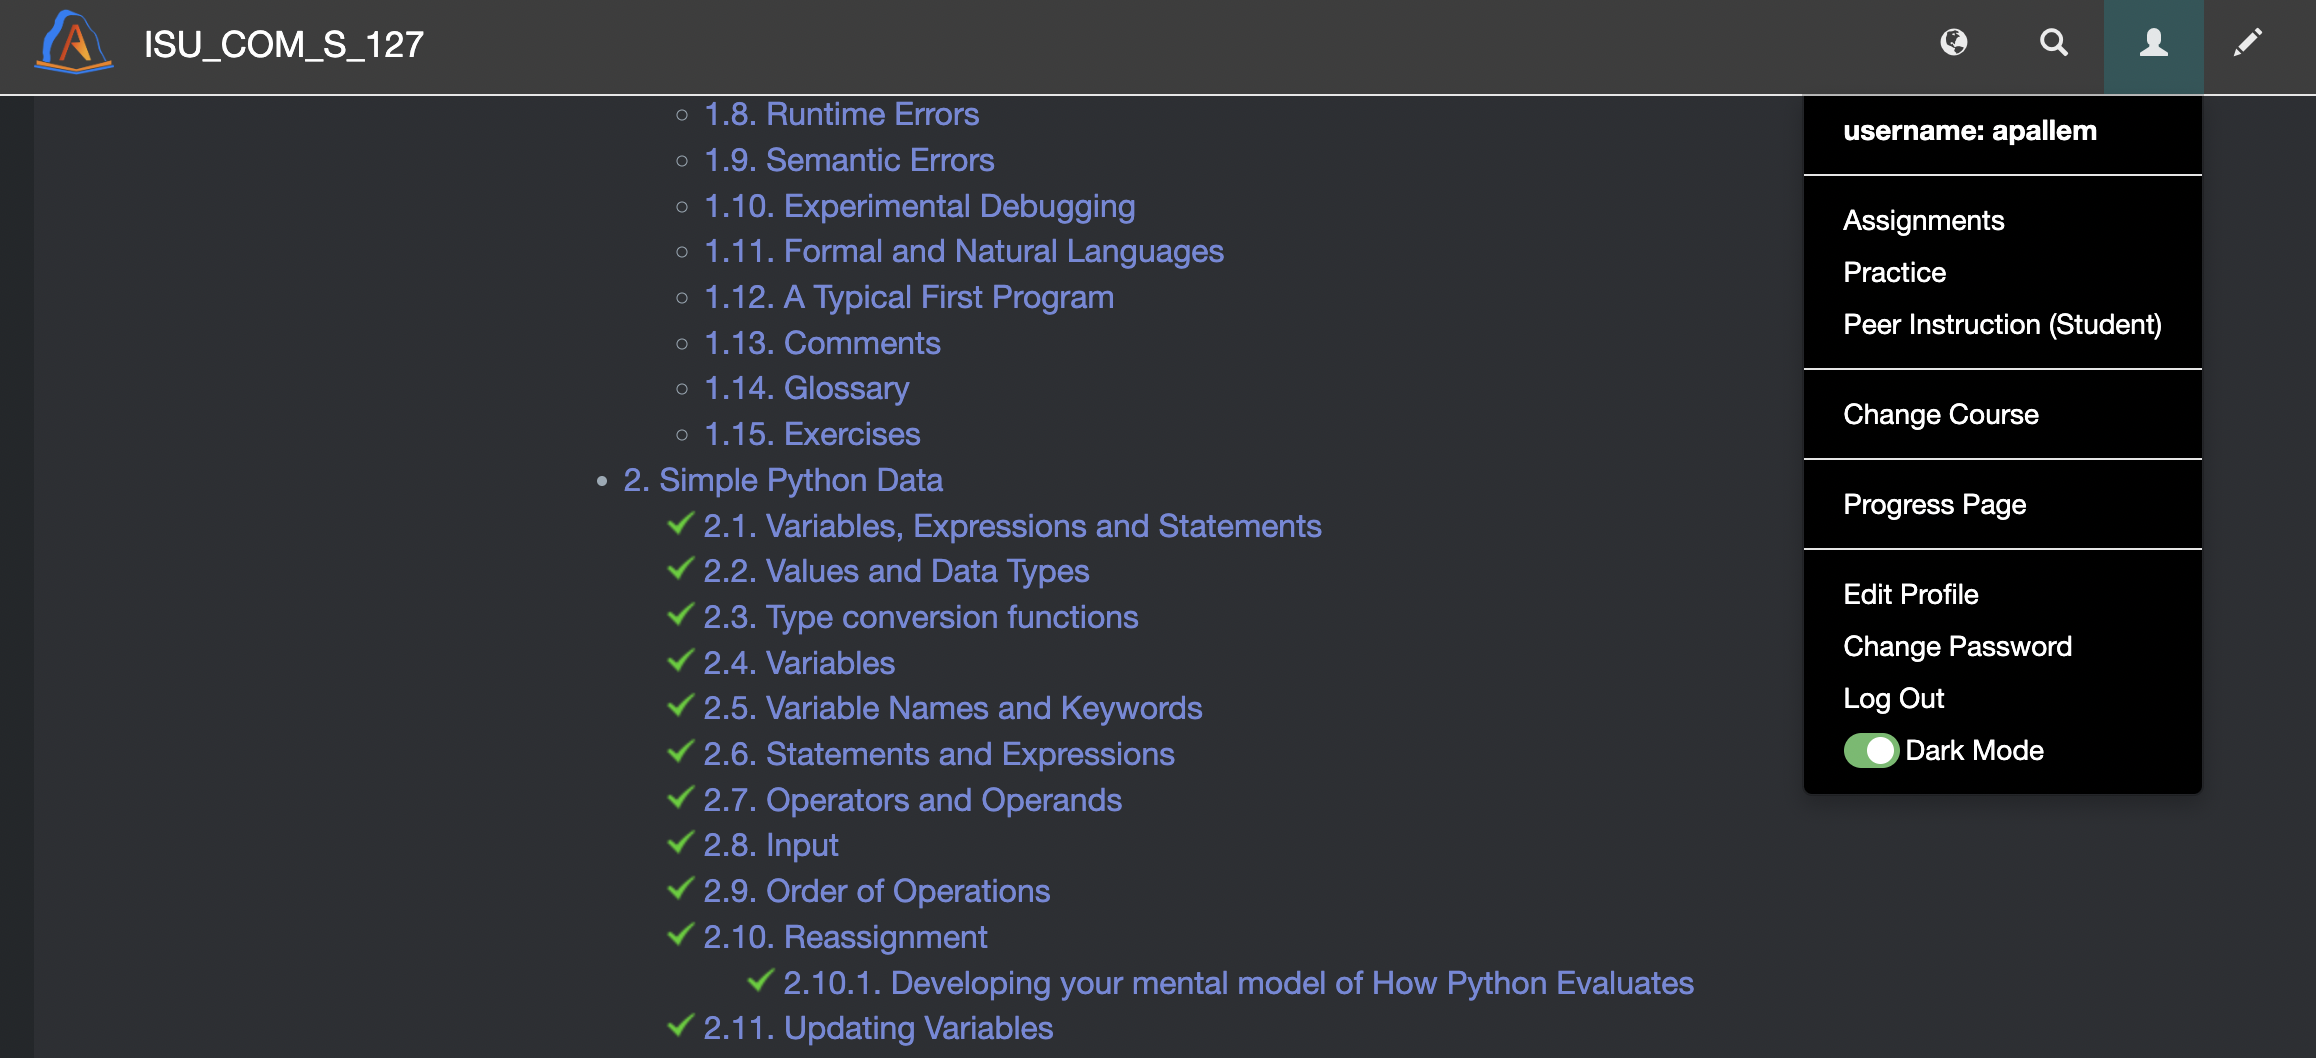 ISU_COM_S_127
1.8. Runtime Errors
1.9. Semantic Errors
1.10. Experimental Debugging
1.11. Formal and Natural Languages
1.12. A Typical First Program
1.13. Comments
1.14. Glossary
1.15. Exercises
2. Simple Python Data
2.1. Variables, Expressions and Statements
2.2. Values and Data Types
2.3. Type conversion functions
2.4. Variables
2.5. Variable Names and Keywords
2.6. Statements and Expressions
2.7. Operators and Operands
2.8. Input
2.9. Order of Operations
2.10. Reassignment
2.10.1. Developing your mental model of How Python Evaluates
2.11. Updating Variables
username: apallem
Assignments
Practice
Peer Instruction (Student)
Change Course
Progress Page
Edit Profile
Change Password
Log Out
Dark Mode